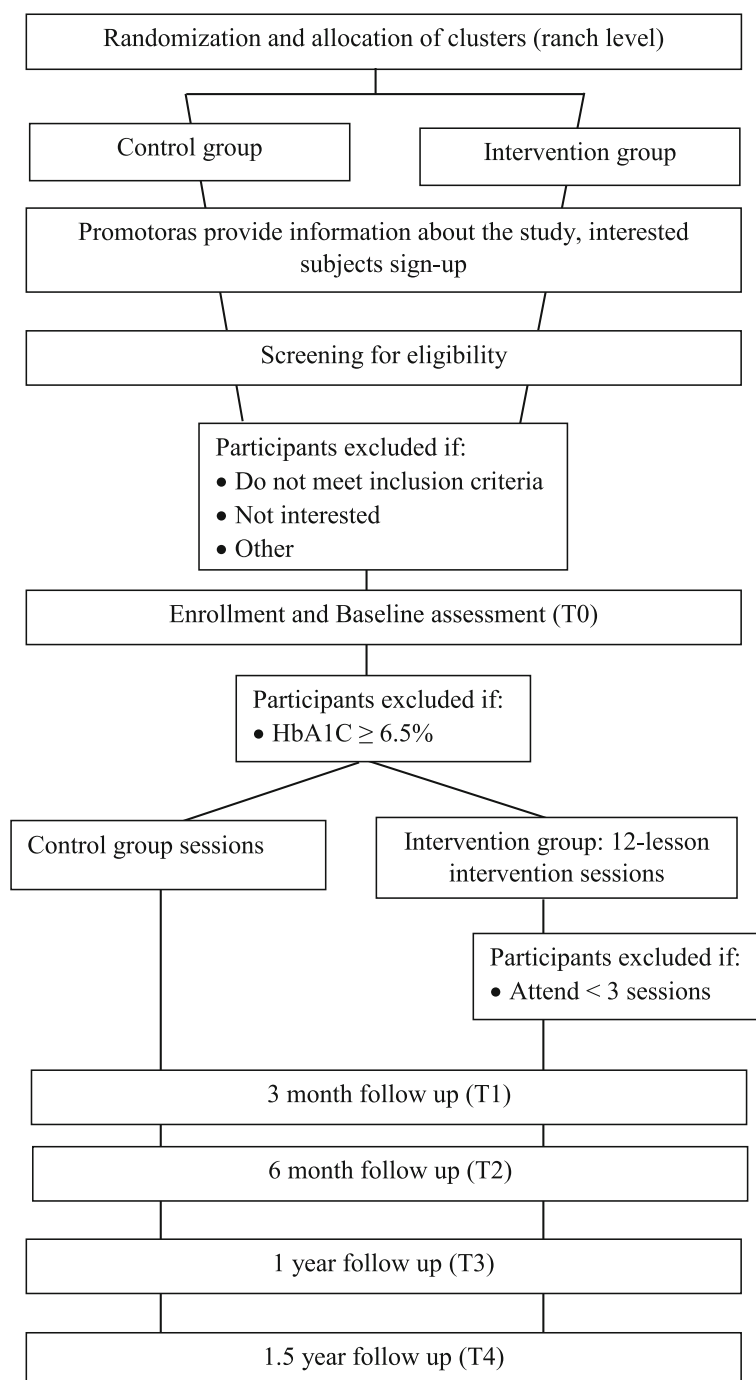 Randomization and allocation of clusters (ranch level)
Control group
Intervention group
Promotoras provide information about the study, interested
subjects sign-up
Screening for eligibility
Participants excluded if:
• Do not meet inclusion criteria
• Not interested
• Other
Enrollment and Baseline assessment (T0)
Participants excluded if:
• HbA1C ≥ 6.5%
Control group sessions
Intervention group: 12-lesson
intervention sessions
Participants excluded if:
• Attend < 3 sessions
3 month follow up (T1)
6 month follow up (T2)
1 year follow up (T3)
1.5 year follow up (T4)